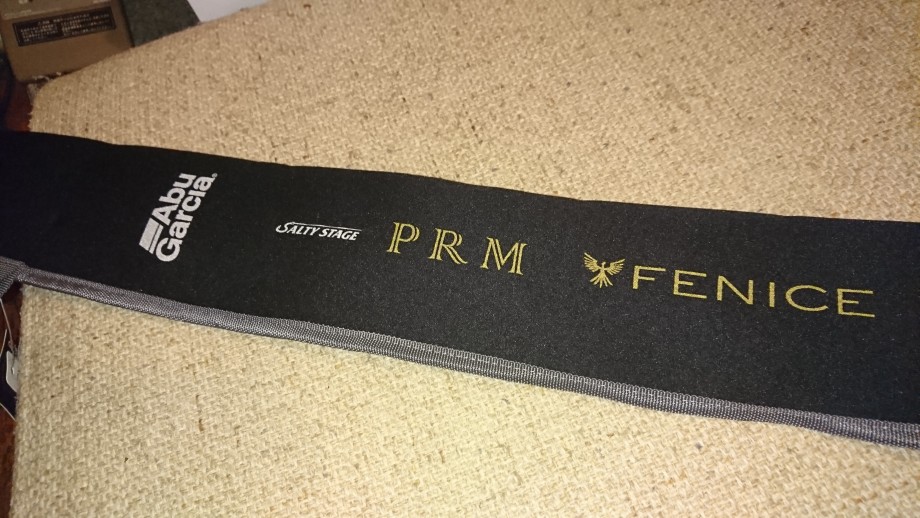 Abu
Garcia®
SALTY STAGE
PRM
FENICE